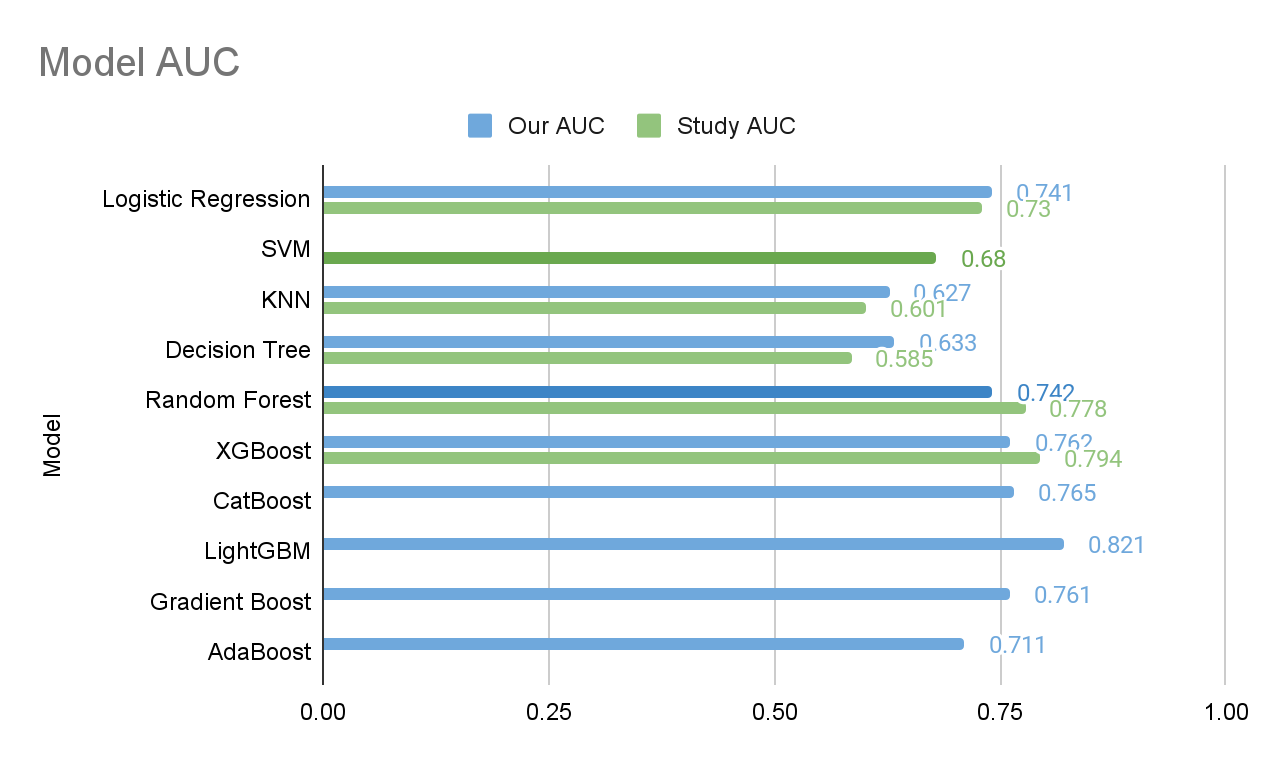 Model AUC
Our AUC
Study AUC
Model
Logistic Regression
0.741
0.73
SVM
0.68
KNN
0.627
0.601
Decision Tree
0.633
0.585
Random Forest
0.742
0.778
XGBoost
0.762
0.794
CatBoost
0.765
LightGBM
0.821
Gradient Boost
0.761
AdaBoost
0.711
0.00 0.25 0.50 0.75 1.00